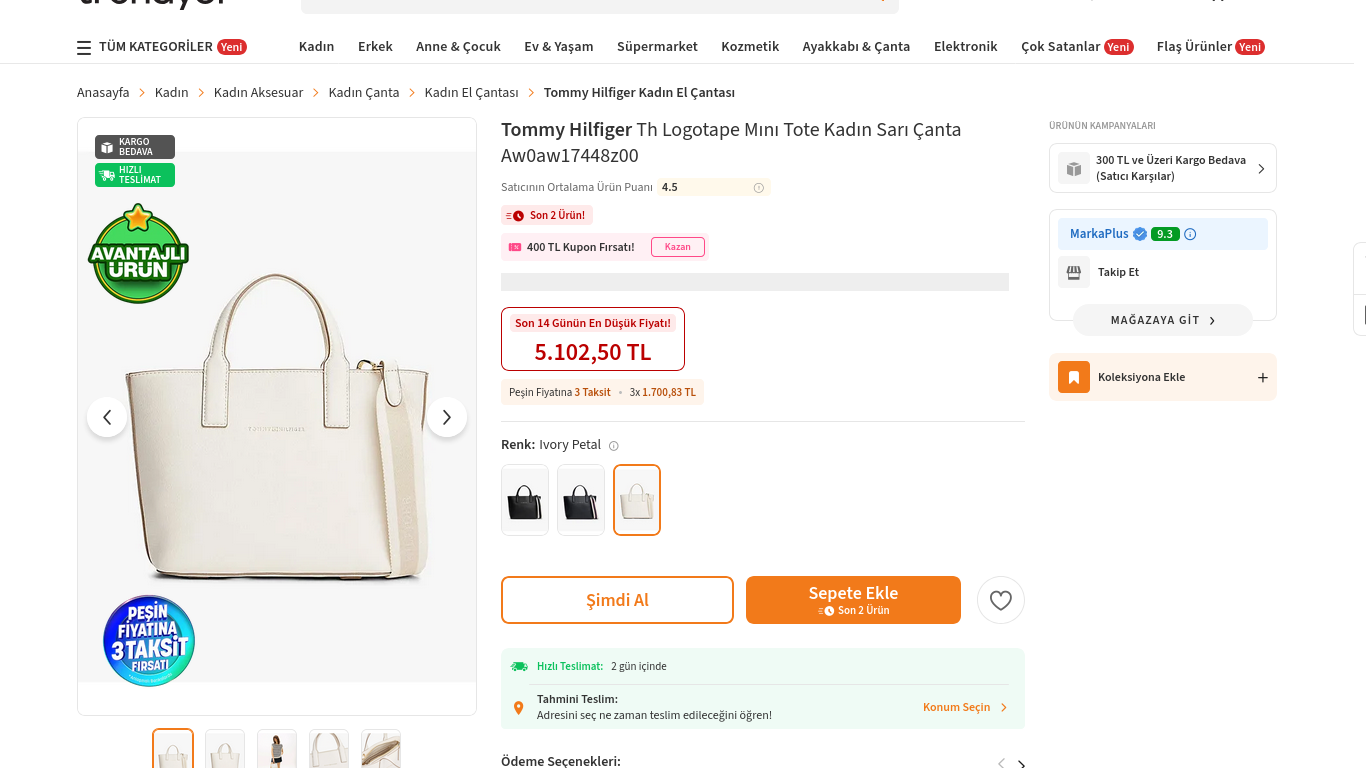 TÜM KATEGORİLER Yeni Kadın Erkek Anne & Çocuk Ev & Yaşam Süpermarket Kozmetik Ayakkabı & Çanta Elektronik Çok Satanlar Yeni Flaş Ürünler Yeni
Anasayfa Kadın Kadın Aksesuar Kadın Çanta Kadın El Çantası Tommy Hilfiger Kadın El Çantası
KARGO
BEDAVA
HIZLI
TESLİMAT
AVANTAJLI
ÜRÜN
TOMMY HILFIGER
PEŞİN
FİYATINA
3 TAKSİT
FIRSATI
Tommy Hilfiger Th Logotape Mını Tote Kadın Sarı Çanta
Aw0aw17448z00
Satıcının Ortalama Ürün Puanı 4.5
Son 2 Ürün!
400 TL Kupon Fırsatı! Kazan
Son 14 Günün En Düşük Fiyatı!
5.102,50 TL
Peşin Fiyatına 3 Taksit • 3x 1.700,83 TL
Renk: Ivory Petal
Şimdi Al
Sepete Ekle
Son 2 Ürün
Hızlı Teslimat: 2 gün içinde
Tahmini Teslim:
Adresini seç ne zaman teslim edileceğini öğren!
Konum Seçin
Ödeme Seçenekleri:
ÜRÜNÜN KAMPANYALARI
300 TL ve Üzeri Kargo Bedava
(Satıcı Karşılar)
MarkaPlus 9.3
Takip Et
MAĞAZAYA GİT
Koleksiyona Ekle